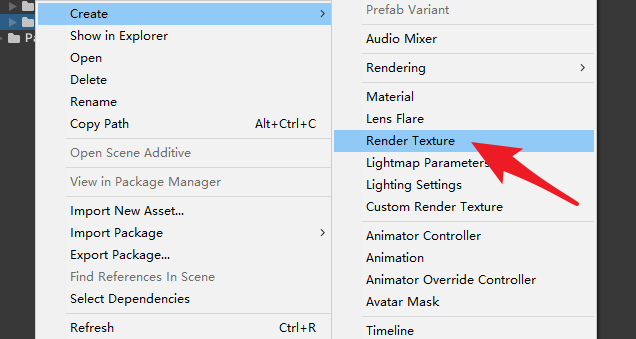 Pa
Create
Show in Explorer
Open
Delete
Rename
Copy Path Alt+Ctrl+C
Open Scene Additive
View in Package Manager
Import New Asset...
Import Package
Export Package...
Find References In Scene
Select Dependencies
Refresh Ctrl+R
Prefab Variant
Audio Mixer
Rendering
Material
Lens Flare
Render Texture
Lightmap Parameters
Lighting Settings
Custom Render Texture
Animator Controller
Animation
Animator Override Controller
Avatar Mask
Timeline